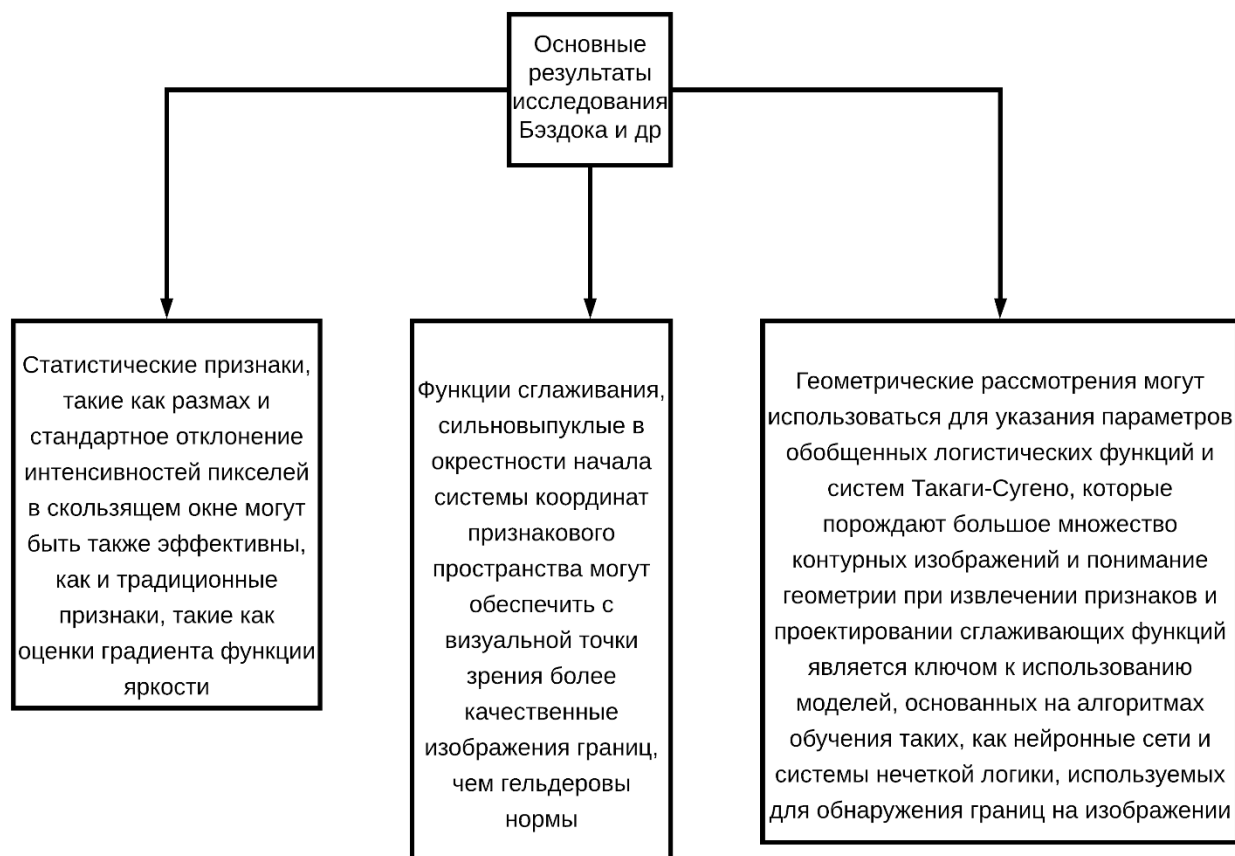 Основные
результаты
исследования
Бэздока и др
Статистические признаки,
такие как размах и
стандартное отклонение
интенсивностей пикселей
в скользящем окне могут
быть также эффективны,
как и традиционные
признаки, такие как
оценки градиента функции
яркости
Функции сглаживания,
сильновыпуклые в
окрестности начала
системы координат
признакового
пространства могут
обеспечить с
визуальной точки
зрения более
качественные
изображения границ,
чем гельдеровы
нормы
Геометрические рассмотрения могут
использоваться для указания параметров
обобщенных логистических функций и
систем Такаги-Сугено, которые
порождают большое множество
контурных изображений и понимание
геометрии при извлечении признаков и
проектировании сглаживающих функций
является ключом к использованию
моделей, основанных на алгоритмах
обучения таких, как нейронные сети и
системы нечеткой логики, используемых
для обнаружения границ на изображении